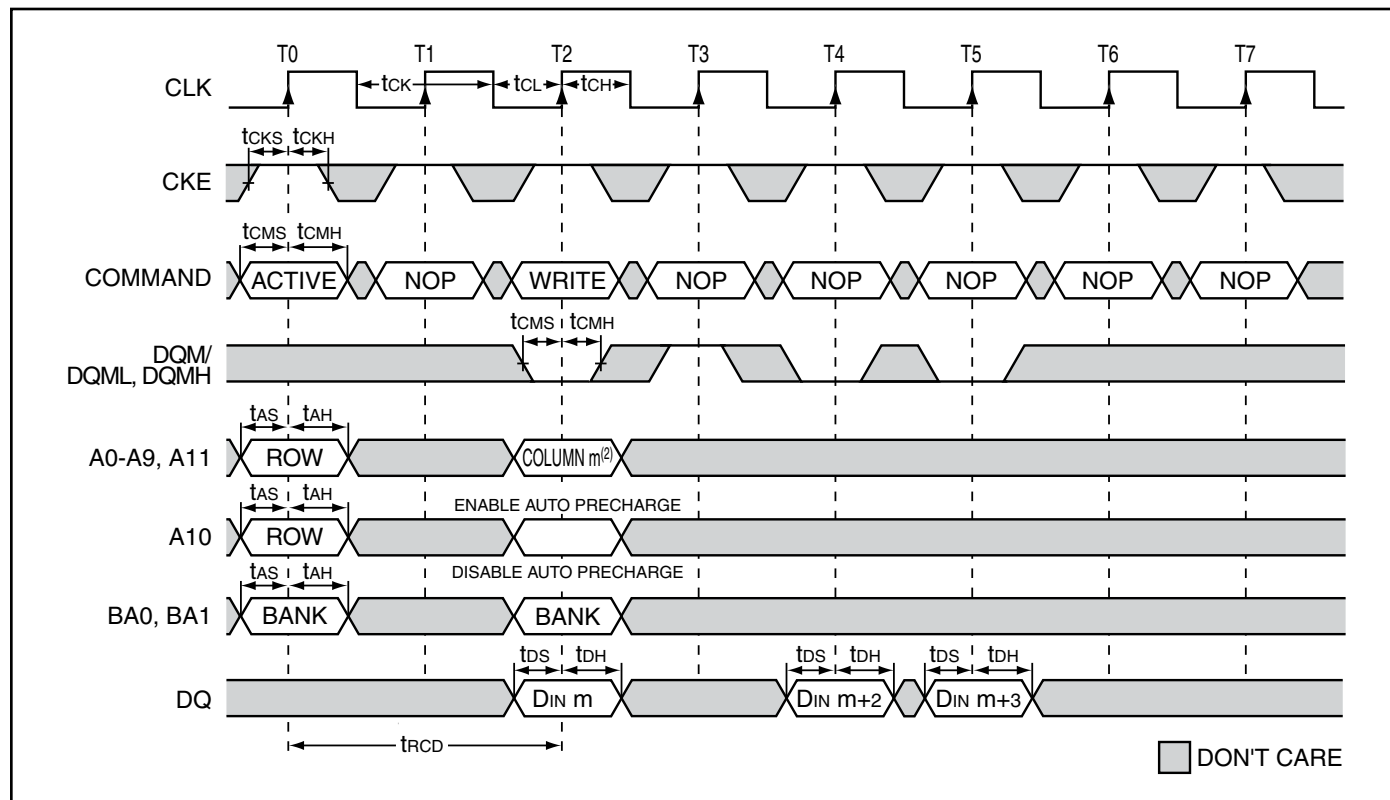 T0 T1 T2 T3 T4 T5 T6 T7
CLK tCK tCL tCH
tCKS tCKH
CKE
tCMS tCMH
COMMAND ACTIVE NOP WRITE NOP NOP NOP NOP NOP
tCMS tCMH
DQM/
DQML, DQMH
tAS tAH
A0-A9, A11 ROW COLUMN m(2)
tAS tAH ENABLE AUTO PRECHARGE
A10 ROW
tAS tAH DISABLE AUTO PRECHARGE
BA0, BA1 BANK BANK
tDS tDH tDS tDH tDS tDH
DQ DIN m DIN m+2 DIN m+3
tRCD
DON'T CARE